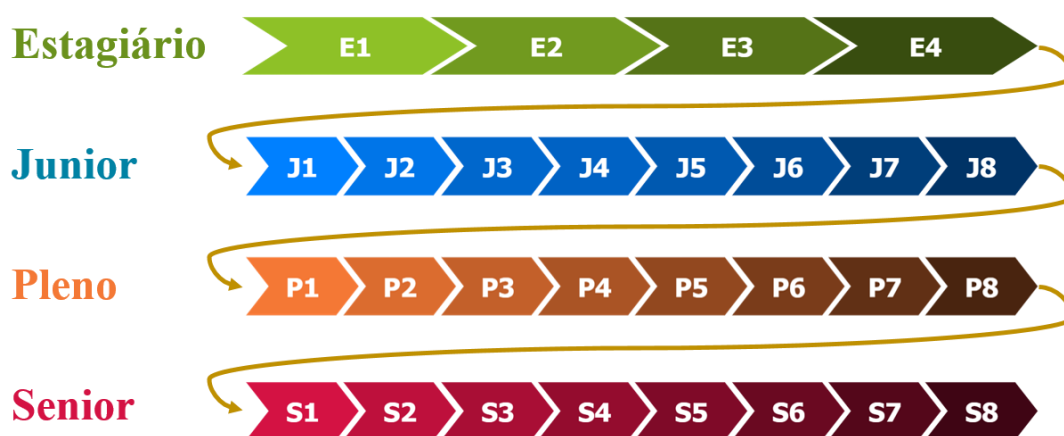 Estagiário E1 E2 E3 E4
Junior J1 J2 J3 J4 J5 J6 J7 J8
Pleno P1 P2 P3 P4 P5 P6 P7 P8
Senior S1 S2 S3 S4 S5 S6 S7 S8